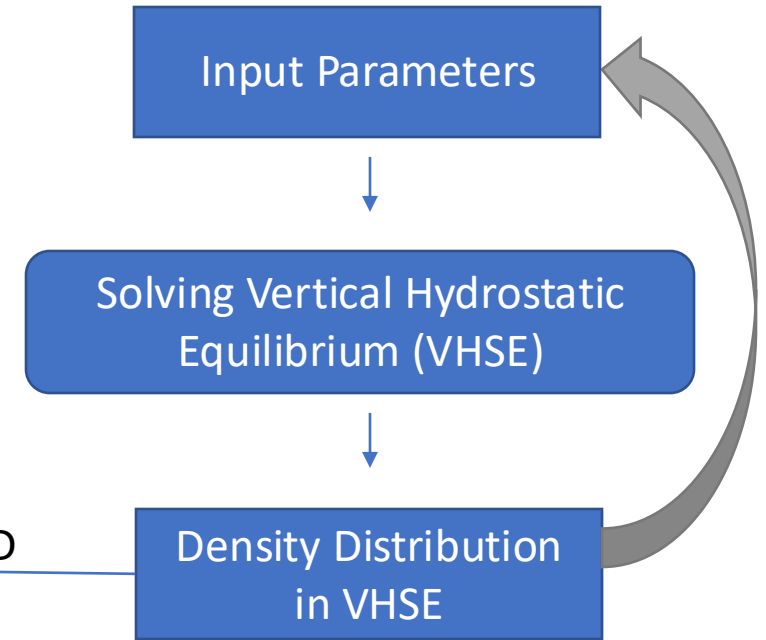 Input Parameters
Solving Vertical Hydrostatic
Equilibrium (VHSE)
D
Density Distribution
in VHSE